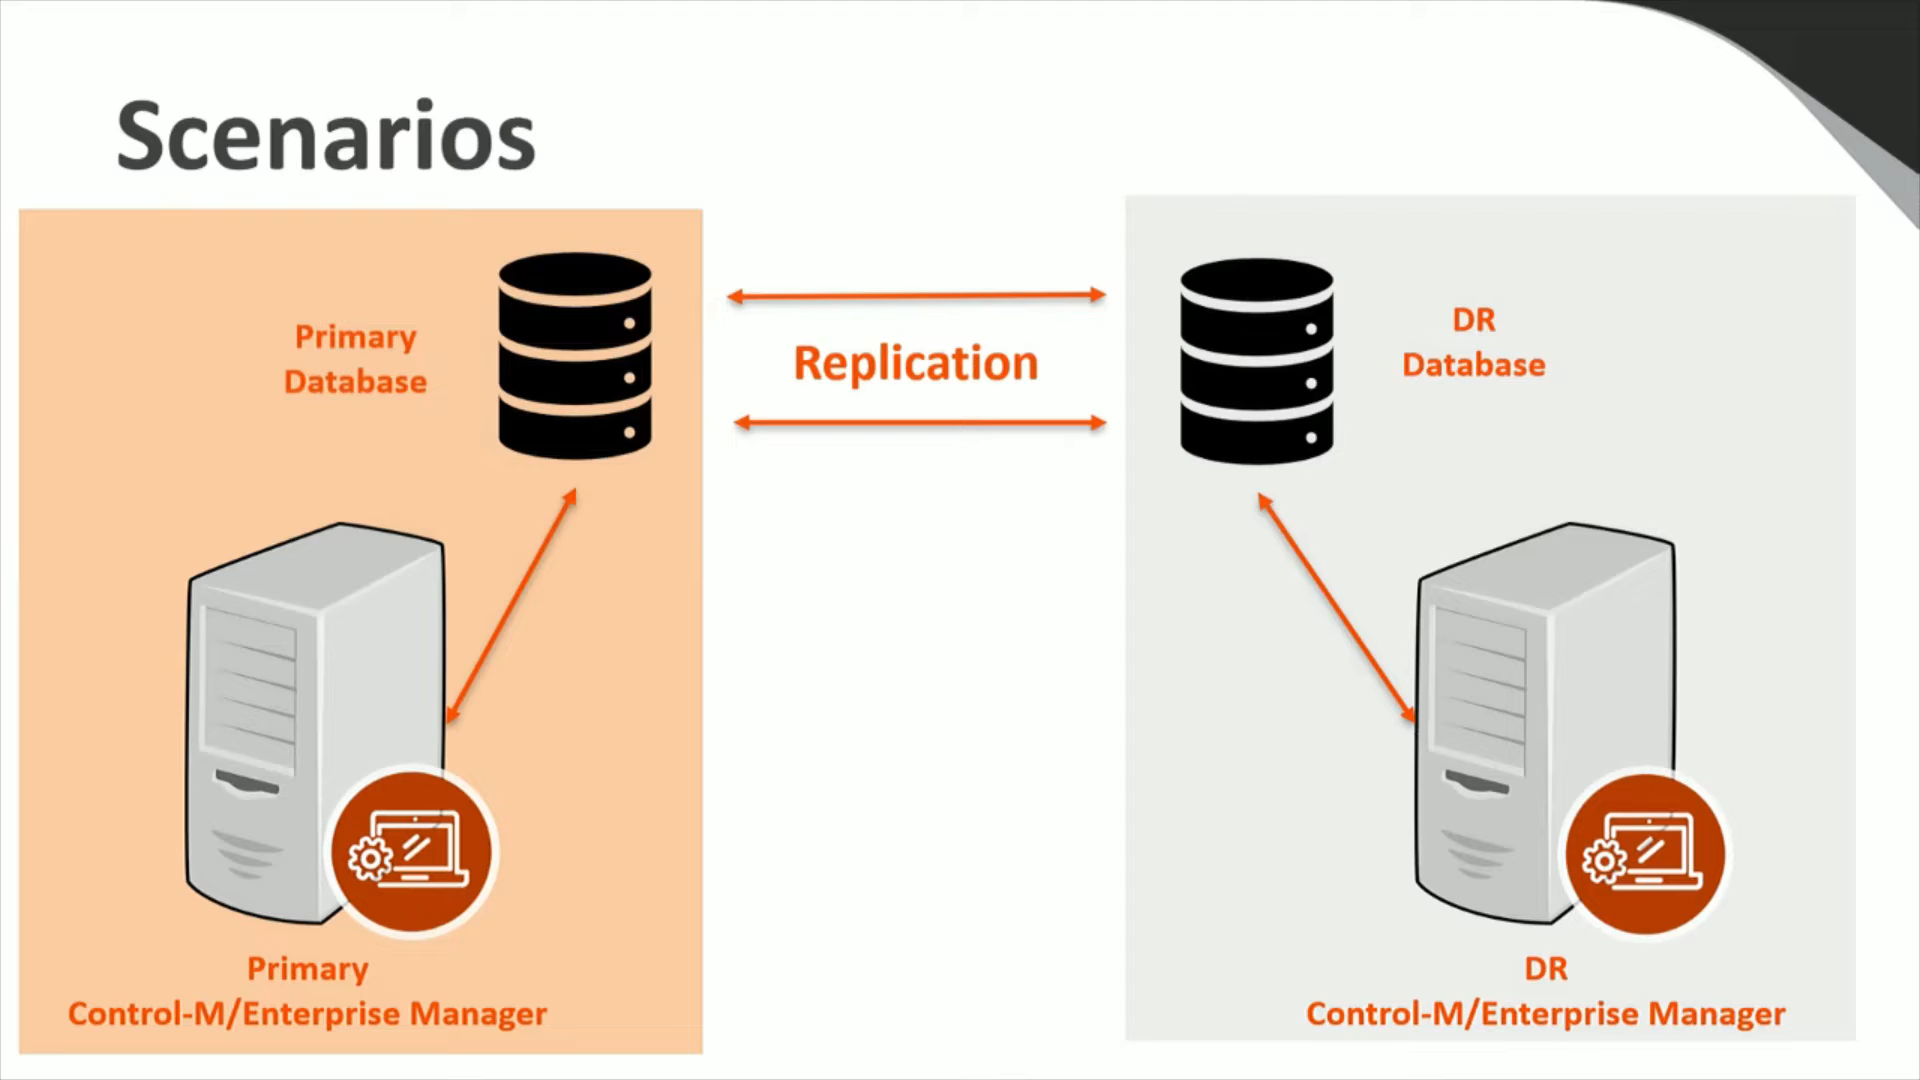 Scenarios
Primary
Database
Replication
DR
Database
Primary
Control-M/Enterprise Manager
DR
Control-M/Enterprise Manager